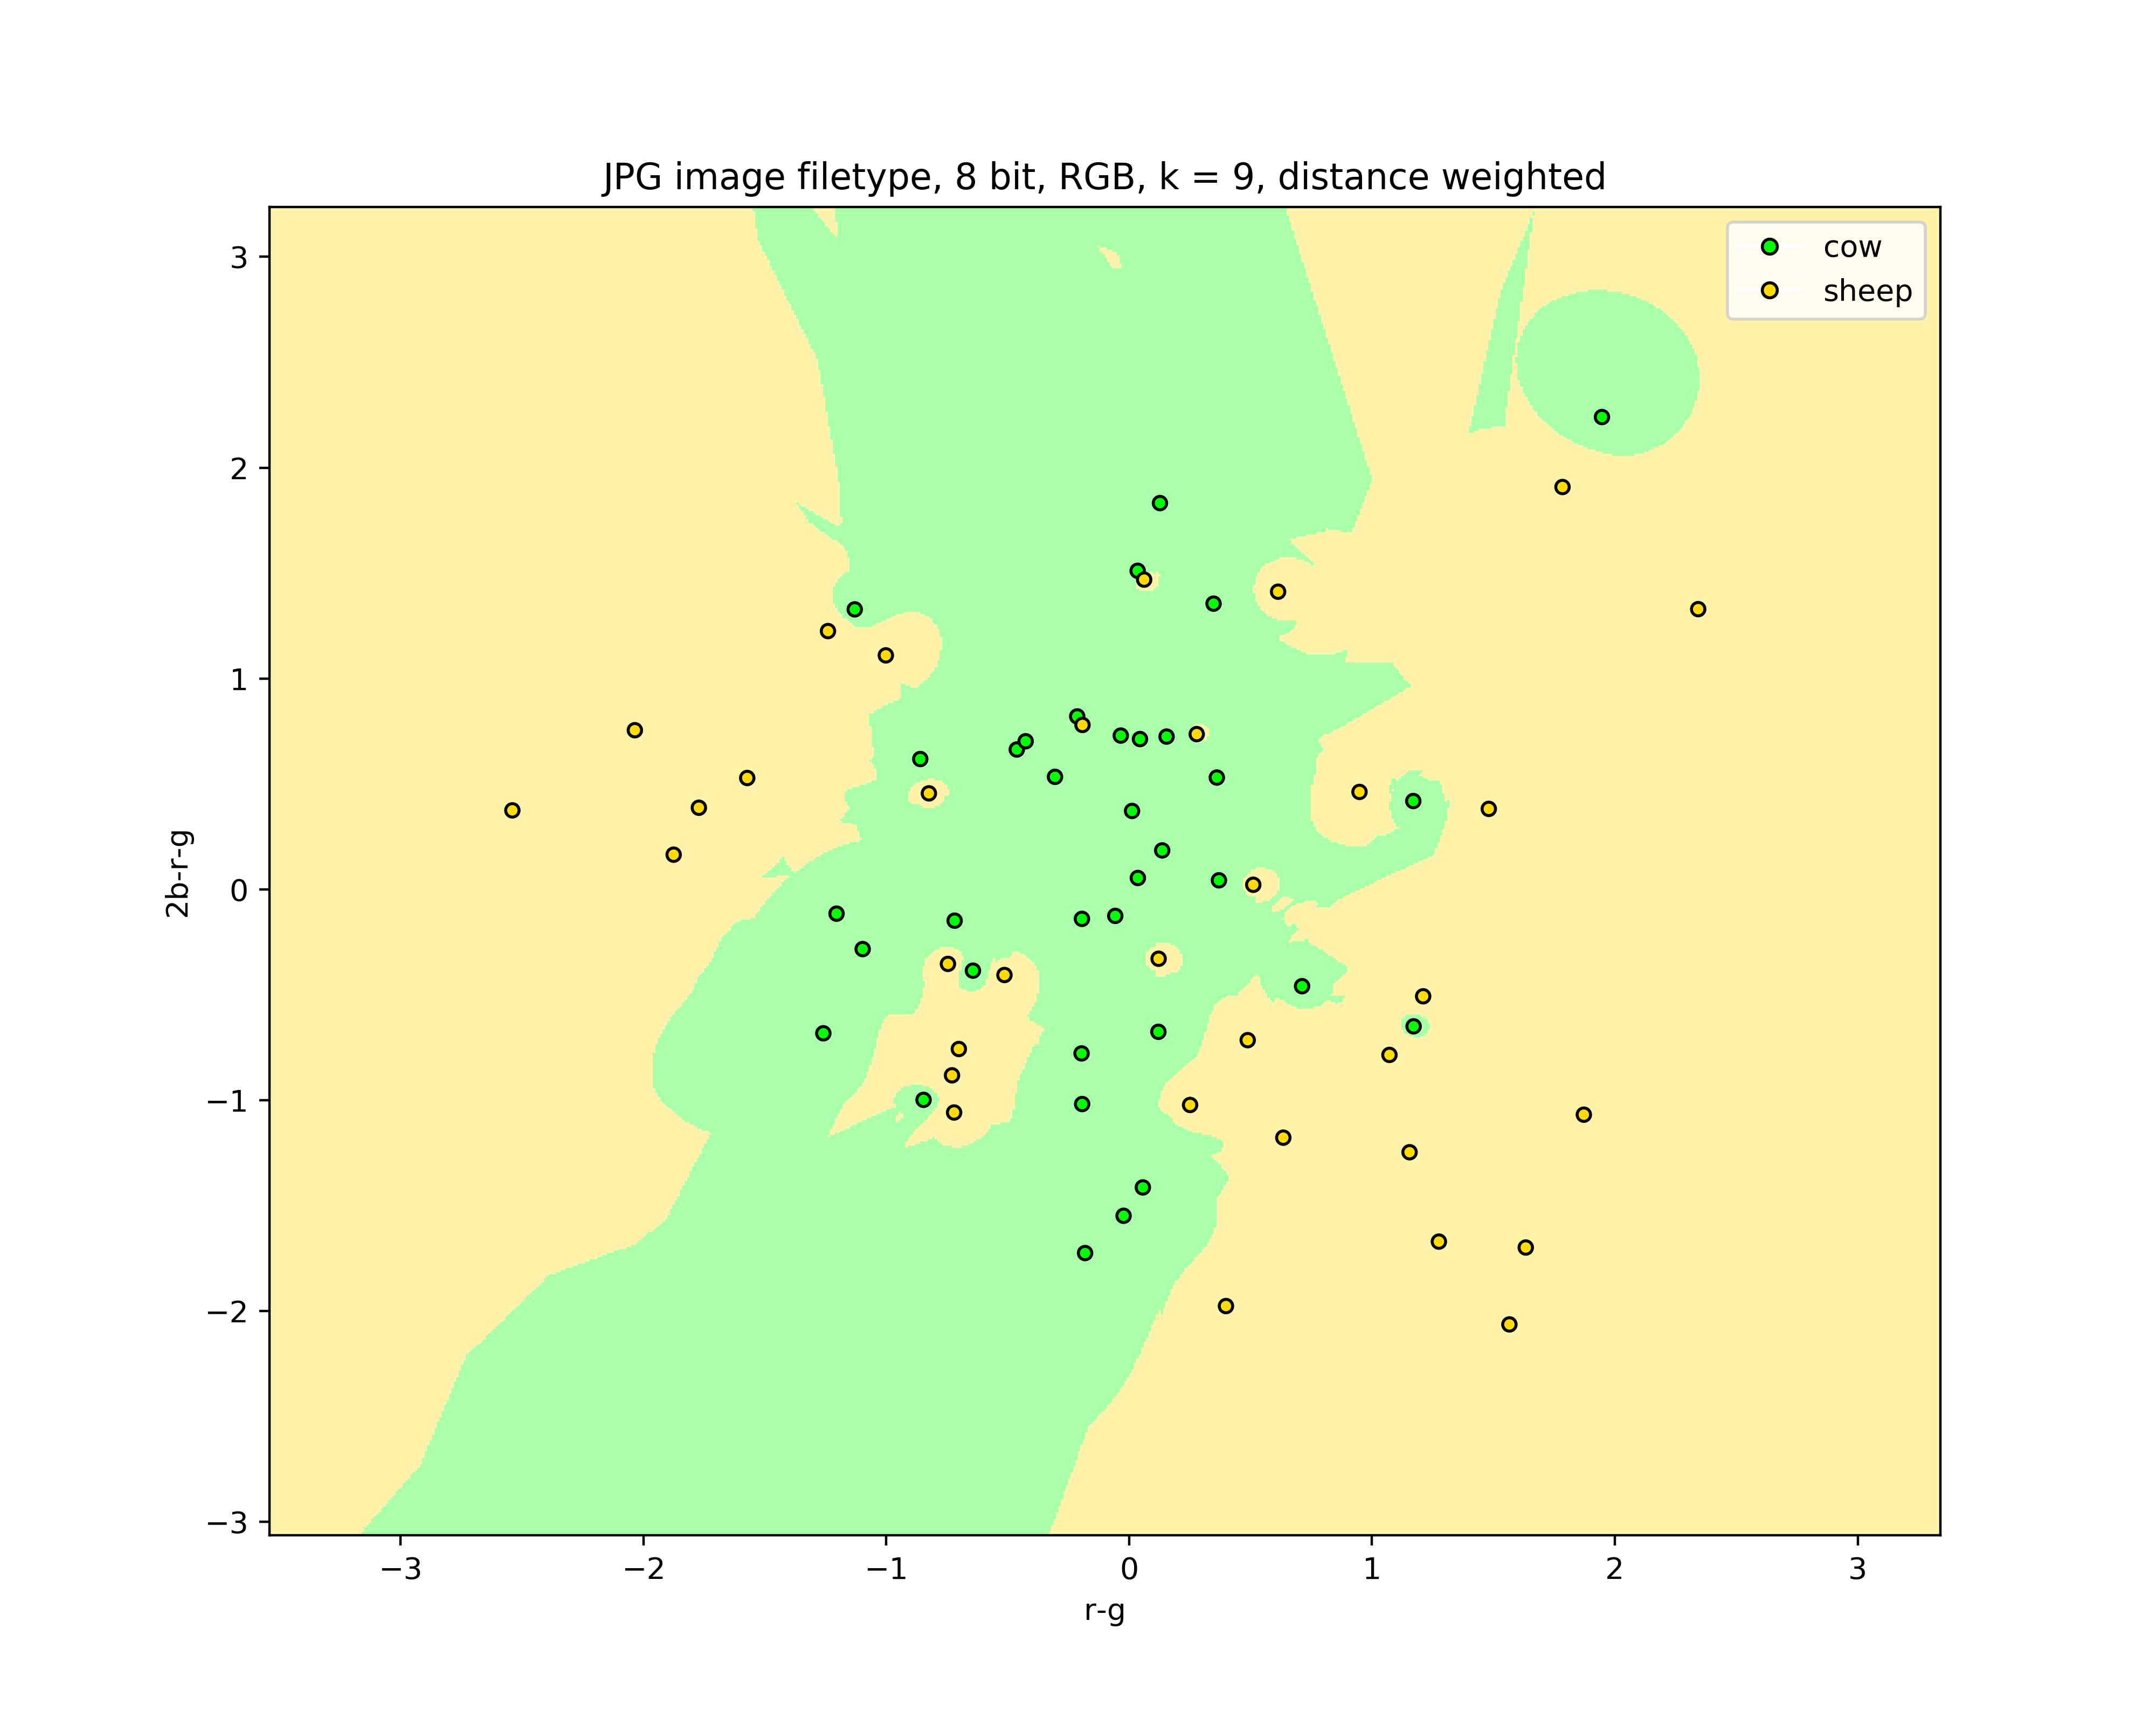 JPG image filetype, 8 bit, RGB, k = 9, distance weighted
cow
sheep
3
2
1
0
−1
−2
−3
2b-r-g
−3 −2 −1 0 1 2 3
r-g